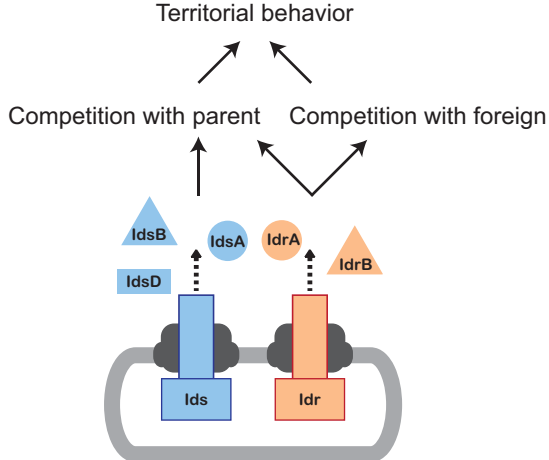 Territorial behavior
Competition with parent
Competition with foreign
IdsB
IdsA
IdrA
IdrB
IdsD
Ids
Idr